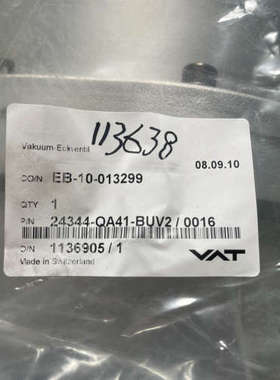 113638
Vakuum-Eckventil
08.09.10
CO/N EB-10-013299
QTY 1
P/N 24344-QA41-BUV2 / 0016
O/N 1136905 / 1
VAT
Made in Switzerland